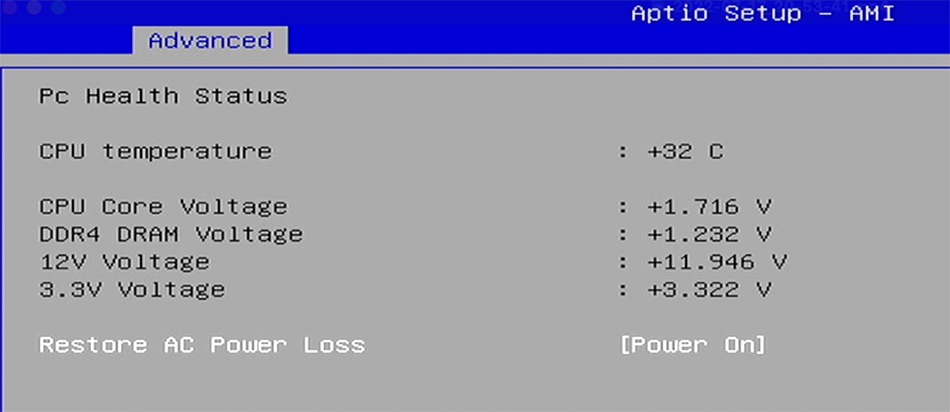 Aptio Setup – AMI
Advanced
Pc Health Status
CPU temperature : +32 C
CPU Core Voltage : +1.716 V
DDR4 DRAM Voltage : +1.232 V
12V Voltage : +11.946 V
3.3V Voltage : +3.322 V
Restore AC Power Loss [Power On]